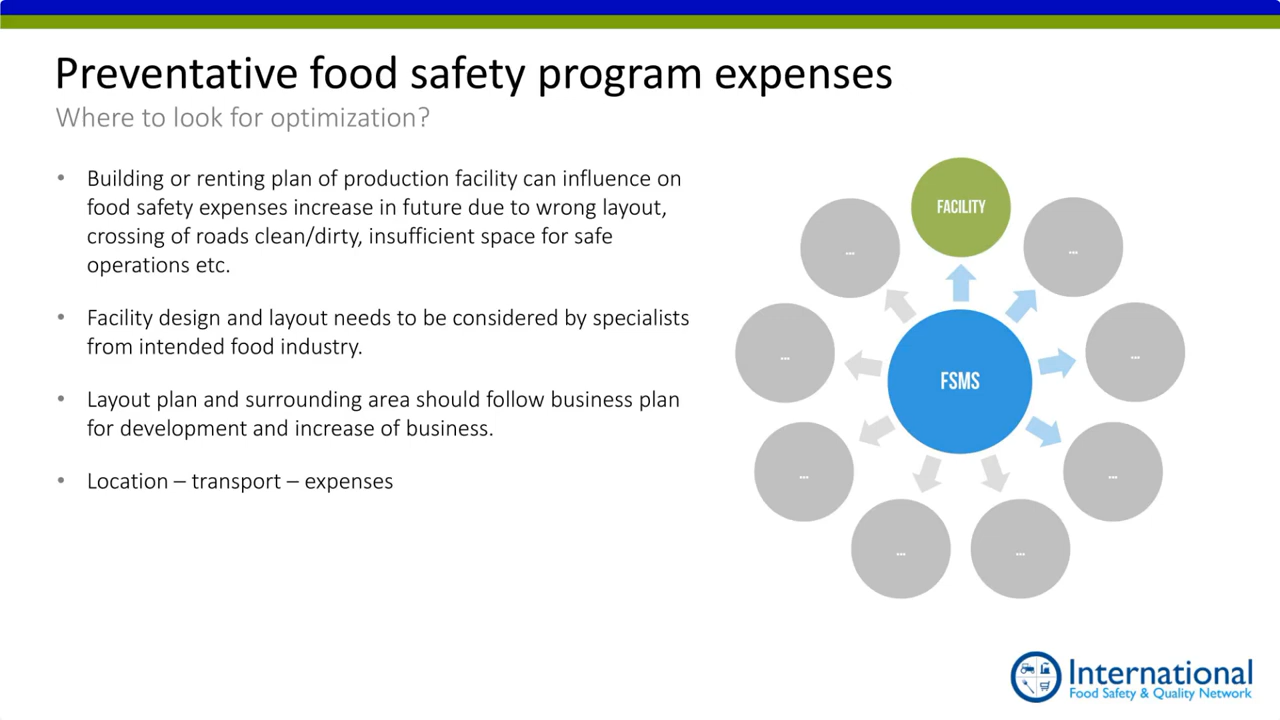 Preventative food safety program expenses
Where to look for optimization?
• Building or renting plan of production facility can influence on
food safety expenses increase in future due to wrong layout,
crossing of roads clean/dirty, insufficient space for safe
operations etc.
• Facility design and layout needs to be considered by specialists
from intended food industry.
• Layout plan and surrounding area should follow business plan
for development and increase of business.
• Location – transport – expenses
FACILITY
...
...
...
...
FSMS
...
...
...
...
International
Food Safety & Quality Network